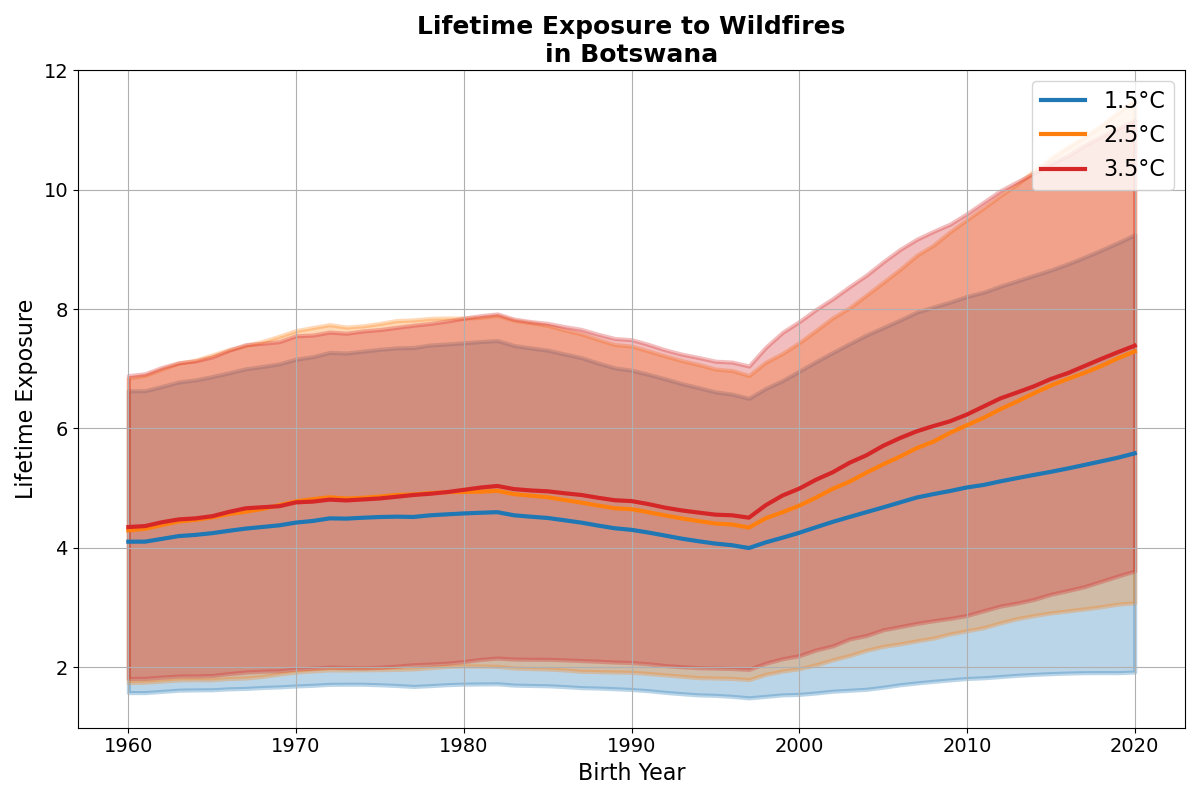 Lifetime Exposure to Wildfires
in Botswana
1.5°C
2.5°C
3.5°C
Lifetime Exposure
12
10
8
6
4
2
1960
1970
1980
1990
2000
2010
2020
Birth Year